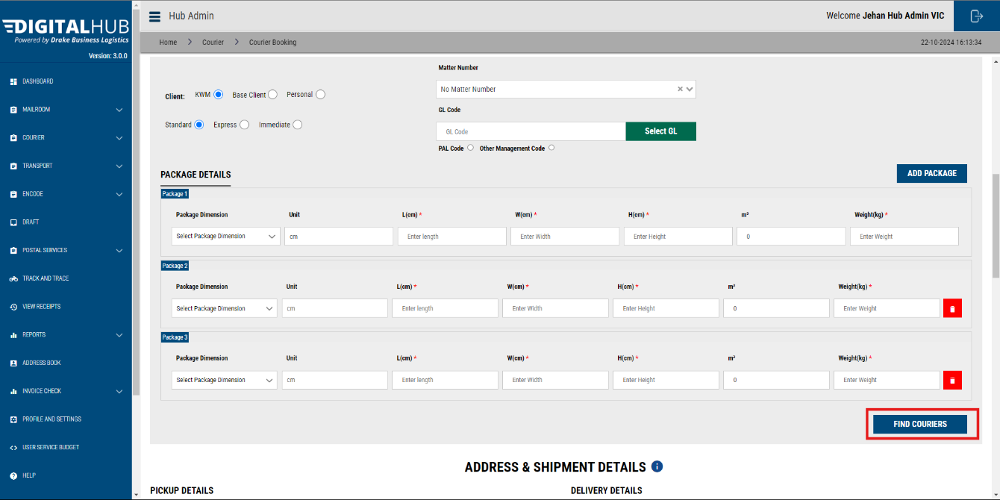 DIGITALHUB
Powered by Drake Business Logistics
Version: 3.0.0
DASHBOARD
MAILROOM
COURIER
TRANSPORT
ENCODE
DRAFT
POSTAL SERVICES
TRACK AND TRACE
VIEW RECEIPTS
REPORTS
ADDRESS BOOK
INVOICE CHECK
PROFILE AND SETTINGS
USER SERVICE BUDGET
HELP
Hub Admin
Welcome Jehan Hub Admin VIC
Home > Courier > Courier Booking
22-10-2024 16:13:34
Client: KWM Base Client Personal
Standard Express Immediate
Matter Number
No Matter Number
GL Code
GL Code Select GL
PAL Code Other Management Code
PACKAGE DETAILS
ADD PACKAGE
Package 1
Package Dimension Unit L(cm) * W(cm) * H(cm) * m³ Weight(kg) *
Select Package Dimension cm Enter length Enter Width Enter Height 0 Enter Weight
Package 2
Package Dimension Unit L(cm) * W(cm) * H(cm) * m³ Weight(kg) *
Select Package Dimension cm Enter length Enter Width Enter Height 0 Enter Weight
Package 3
Package Dimension Unit L(cm) * W(cm) * H(cm) * m³ Weight(kg) *
Select Package Dimension cm Enter length Enter Width Enter Height 0 Enter Weight
FIND COURIERS
ADDRESS & SHIPMENT DETAILS i
PICKUP DETAILS
DELIVERY DETAILS